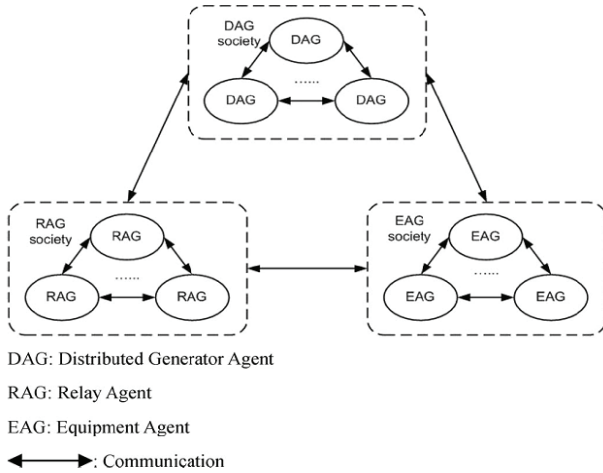 DAG
society
DAG
......
DAG
DAG
RAG
society
RAG
......
RAG
RAG
EAG
society
EAG
......
EAG
EAG
DAG: Distributed Generator Agent
RAG: Relay Agent
EAG: Equipment Agent
: Communication